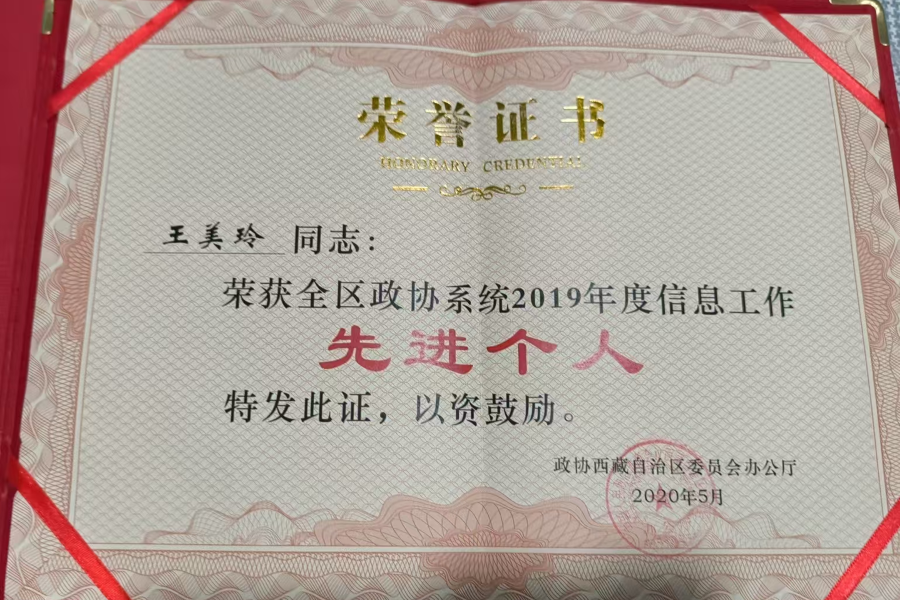 荣誉证书
HONORARY CREDENTIAL
王美玲 同志：
荣获全区政协系统2019年度信息工作
先进个人
特发此证，以资鼓励。
政协西藏自治区委员会办公厅
2020年5月